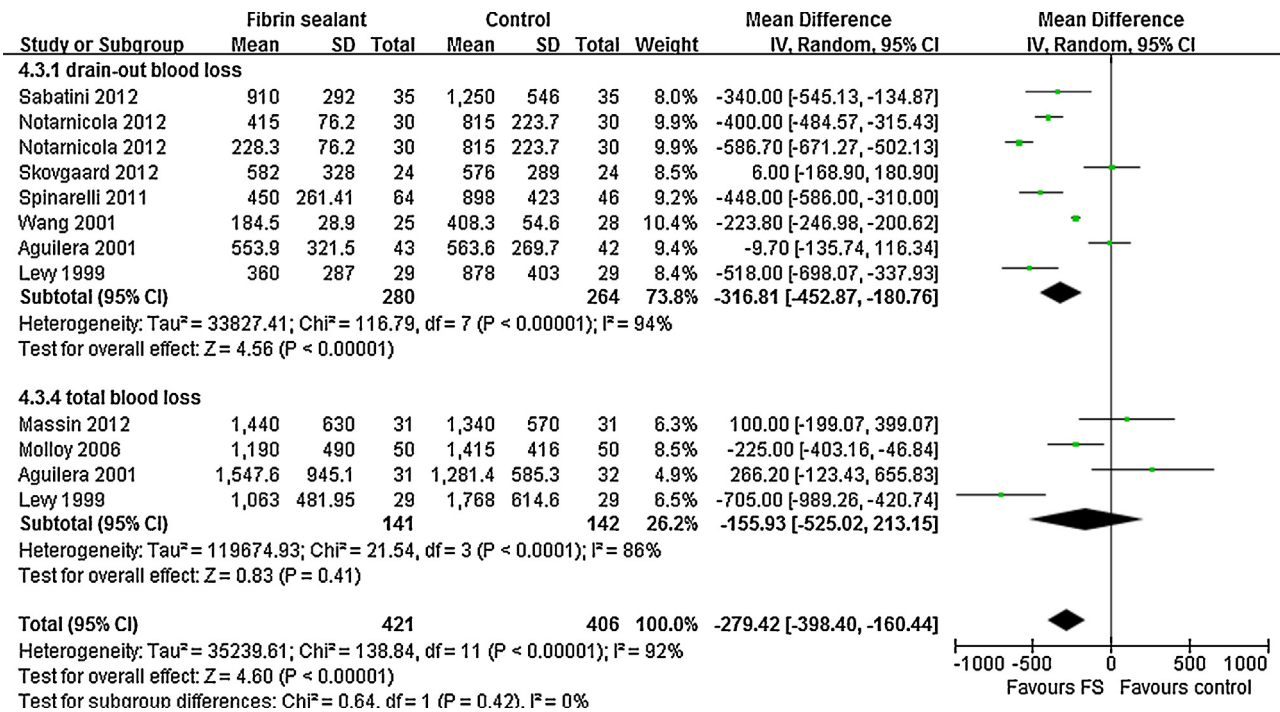 Fibrin sealant Control Mean Difference Mean Difference
Study or Subgroup Mean SD Total Mean SD Total Weight IV, Random, 95% CI IV, Random, 95% CI
4.3.1 drain-out blood loss
Sabatini 2012 910 292 35 1,250 546 35 8.0% -340.00 [-545.13, -134.87]
Notarnicola 2012 415 76.2 30 815 223.7 30 9.9% -400.00 [-484.57, -315.43]
Notarnicola 2012 228.3 76.2 30 815 223.7 30 9.9% -586.70 [-671.27, -502.13]
Skovgaard 2012 582 328 24 576 289 24 8.5% 6.00 [-168.90, 180.90]
Spinarelli 2011 450 261.41 64 898 423 46 9.2% -448.00 [-586.00, -310.00]
Wang 2001 184.5 28.9 25 408.3 54.6 28 10.4% -223.80 [-246.98, -200.62]
Aguilera 2001 553.9 321.5 43 563.6 269.7 42 9.4% -9.70 [-135.74, 116.34]
Levy 1999 360 287 29 878 403 29 8.4% -518.00 [-698.07, -337.93]
Subtotal (95% CI) 280 264 73.8% -316.81 [-452.87, -180.76]
Heterogeneity: Tau² = 33827.41; Chi² = 116.79, df = 7 (P < 0.00001); I² = 94%
Test for overall effect: Z = 4.56 (P < 0.00001)
4.3.4 total blood loss
Massin 2012 1,440 630 31 1,340 570 31 6.3% 100.00 [-199.07, 399.07]
Molloy 2006 1,190 490 50 1,415 416 50 8.5% -225.00 [-403.16, -46.84]
Aguilera 2001 1,547.6 945.1 31 1,281.4 585.3 32 4.9% 266.20 [-123.43, 655.83]
Levy 1999 1,063 481.95 29 1,768 614.6 29 6.5% -705.00 [-989.26, -420.74]
Subtotal (95% CI) 141 142 26.2% -155.93 [-525.02, 213.15]
Heterogeneity: Tau² = 119674.93; Chi² = 21.54, df = 3 (P < 0.0001); I² = 86%
Test for overall effect: Z = 0.83 (P = 0.41)
Total (95% CI) 421 406 100.0% -279.42 [-398.40, -160.44]
Heterogeneity: Tau² = 35239.61; Chi² = 138.84, df = 11 (P < 0.00001); I² = 92%
Test for overall effect: Z = 4.60 (P < 0.00001)
Test for subgroup differences: Chi² = 0.64, df = 1 (P = 0.42), I² = 0%
-1000 -500 0 500 1000
Favours FS Favours control